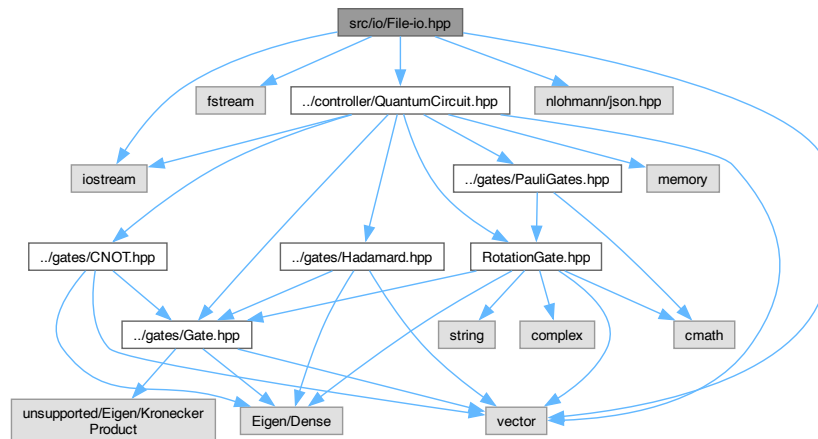 src/io/File-io.hpp
fstream
../controller/QuantumCircuit.hpp
nlohmann/json.hpp
iostream
../gates/PauliGates.hpp
memory
../gates/CNOT.hpp
../gates/Hadamard.hpp
RotationGate.hpp
../gates/Gate.hpp
string
complex
cmath
unsupported/Eigen/Kronecker
Product
Eigen/Dense
vector